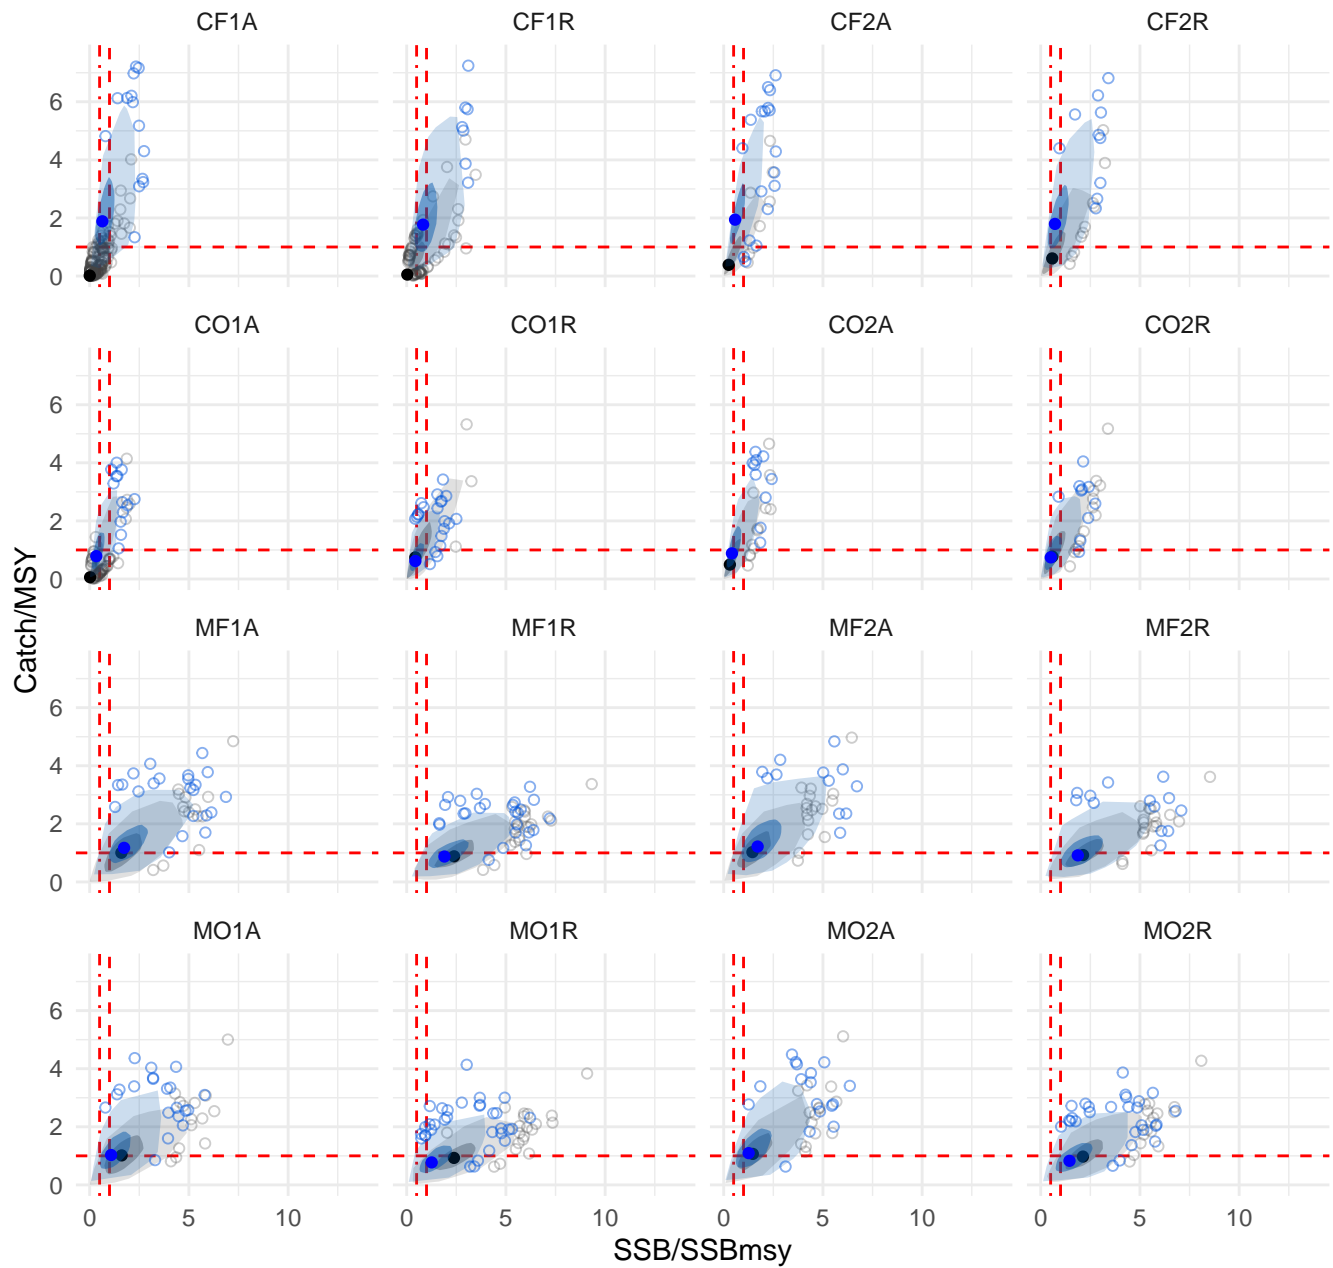 CF1A CF1R CF2A CF2R
6
4
2
0
CO1A CO1R CO2A CO2R
6
4
2
0
MF1A MF1R MF2A MF2R
6
4
2
0
MO1A MO1R MO2A MO2R
6
4
2
0
0 5 10 0 5 10 0 5 10 0 5 10
SSB/SSBmsy
Catch/MSY